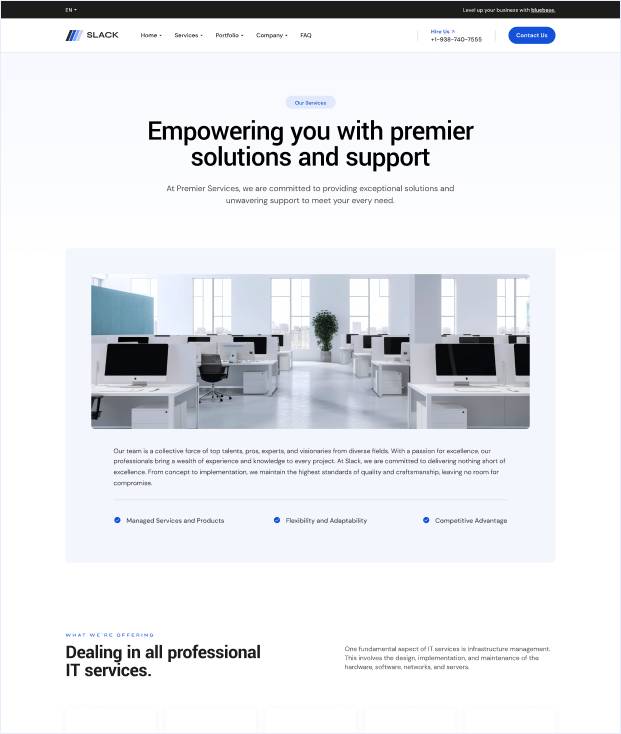 EN
Level up your business with bluebase.
SLACK
Home
Services
Portfolio
Company
FAQ
Hire Us
+1-938-740-7555
Contact Us
Our Services
Empowering you with premier
solutions and support
At Premier Services, we are committed to providing exceptional solutions and
unwavering support to meet your every need.
Our team is a collective force of top talents, pros, experts, and visionaries from diverse fields. With a passion for excellence, our
professionals bring a wealth of experience and knowledge to every project. At Slack, we are committed to delivering nothing short of
excellence. From concept to implementation, we maintain the highest standards of quality and craftsmanship, leaving no room for
compromise.
Managed Services and Products
Flexibility and Adaptability
Competitive Advantage
WHAT WE'RE OFFERING
Dealing in all professional
IT services.
One fundamental aspect of IT services is infrastructure management.
This involves the design, implementation, and maintenance of the
hardware, software, networks, and servers.